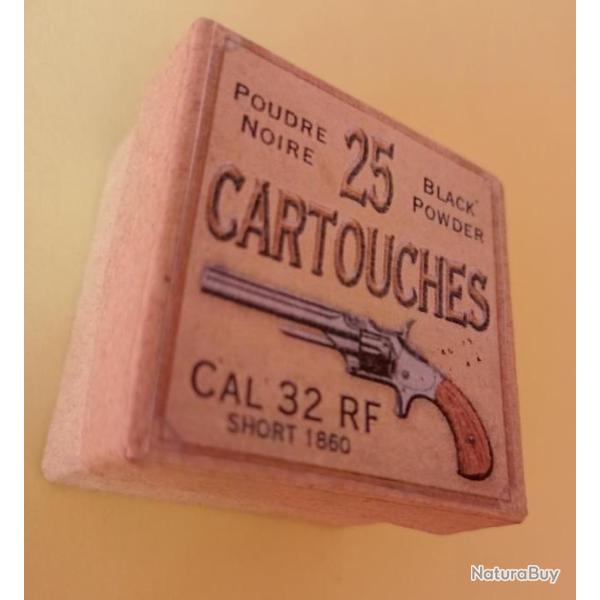 POUDRE
NOIRE
25
BLACK
POWDER
CARTOUCHES
CAL 32 RF
SHORT 1860
NaturaBuy